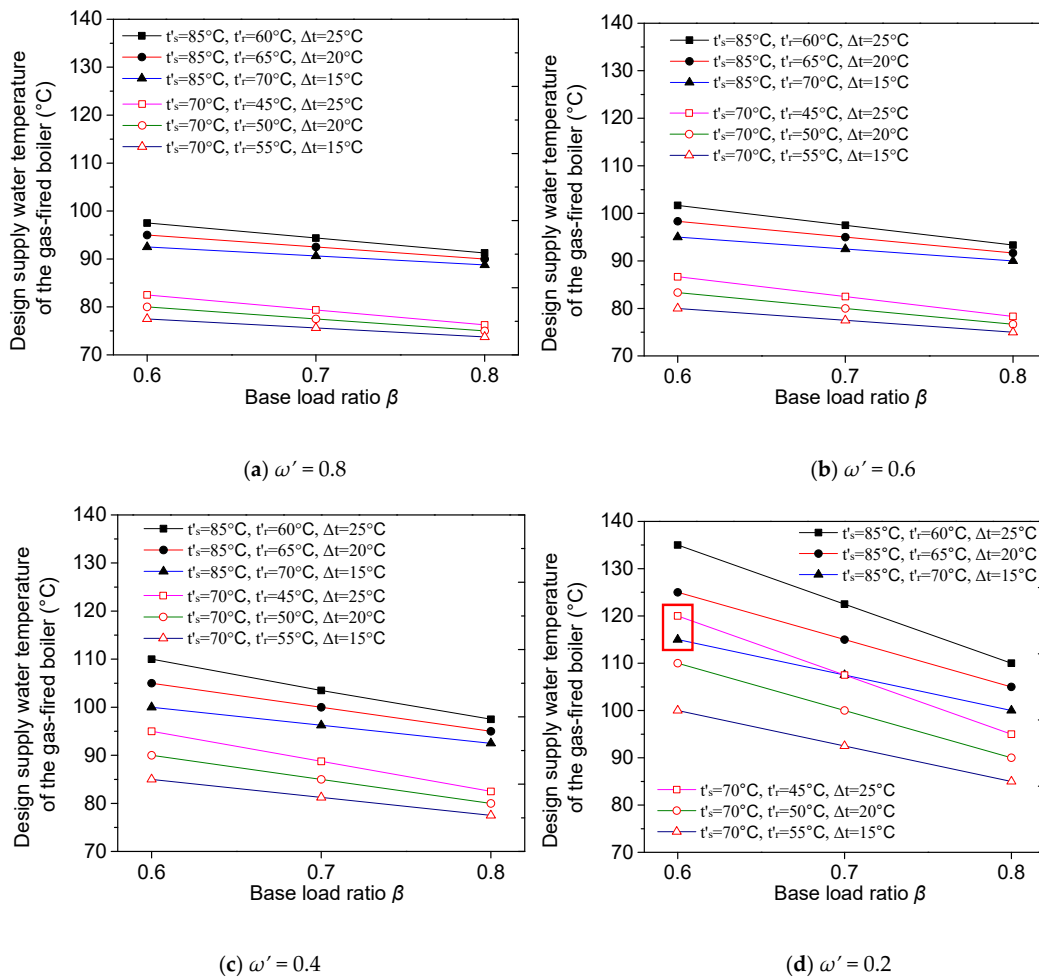 140
130
120
110
100
90
80
70
Design supply water temperature
of the gas-fired boiler (°C)
t's=85°C, t'r=60°C, Δt=25°C
t's=85°C, t'r=65°C, Δt=20°C
t's=85°C, t'r=70°C, Δt=15°C
t's=70°C, t'r=45°C, Δt=25°C
t's=70°C, t'r=50°C, Δt=20°C
t's=70°C, t'r=55°C, Δt=15°C
0.6 0.7 0.8
Base load ratio β
(a) ω′ = 0.8
140
130
120
110
100
90
80
70
Design supply water temperature
of the gas-fired boiler (°C)
t's=85°C, t'r=60°C, Δt=25°C
t's=85°C, t'r=65°C, Δt=20°C
t's=85°C, t'r=70°C, Δt=15°C
t's=70°C, t'r=45°C, Δt=25°C
t's=70°C, t'r=50°C, Δt=20°C
t's=70°C, t'r=55°C, Δt=15°C
0.6 0.7 0.8
Base load ratio β
(b) ω′ = 0.6
140
130
120
110
100
90
80
70
Design supply water temperature
of the gas-fired boiler (°C)
t's=85°C, t'r=60°C, Δt=25°C
t's=85°C, t'r=65°C, Δt=20°C
t's=85°C, t'r=70°C, Δt=15°C
t's=70°C, t'r=45°C, Δt=25°C
t's=70°C, t'r=50°C, Δt=20°C
t's=70°C, t'r=55°C, Δt=15°C
0.6 0.7 0.8
Base load ratio β
(c) ω′ = 0.4
140
130
120
110
100
90
80
70
Design supply water temperature
of the gas-fired boiler (°C)
t's=85°C, t'r=60°C, Δt=25°C
t's=85°C, t'r=65°C, Δt=20°C
t's=85°C, t'r=70°C, Δt=15°C
t's=70°C, t'r=45°C, Δt=25°C
t's=70°C, t'r=50°C, Δt=20°C
t's=70°C, t'r=55°C, Δt=15°C
0.6 0.7 0.8
Base load ratio β
(d) ω′ = 0.2